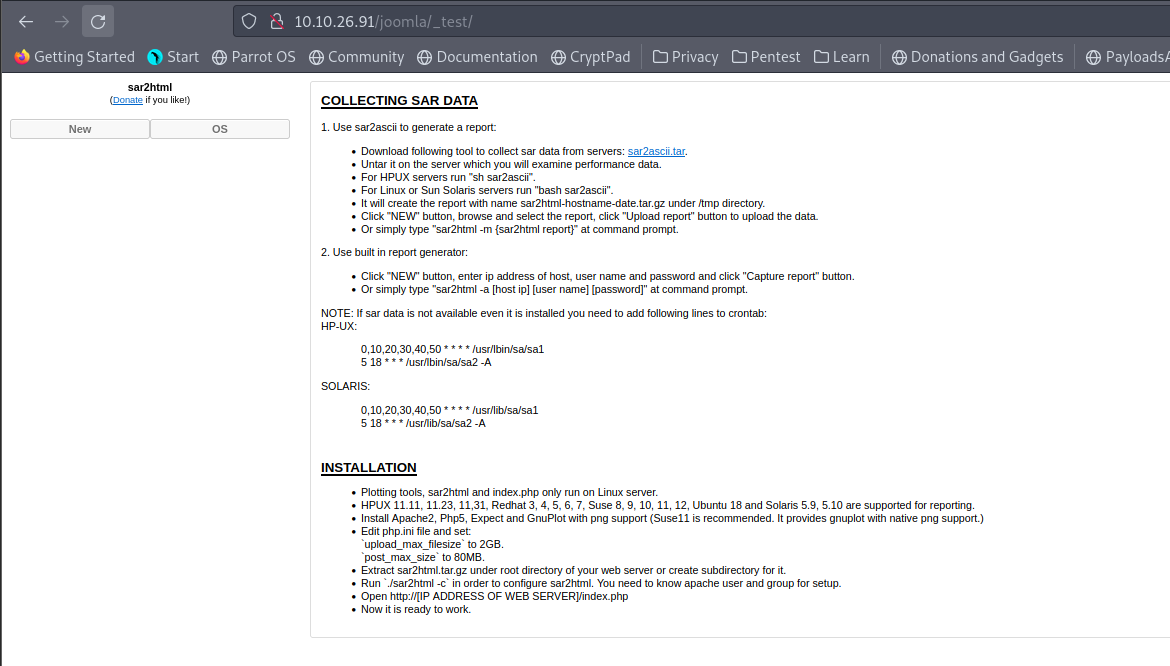 10.10.26.91/joomla/_test/
Getting Started Start Parrot OS Community Documentation CryptPad Privacy Pentest Learn Donations and Gadgets PayloadsA
sar2html
(Donate if you like!)
New OS
COLLECTING SAR DATA
1. Use sar2ascii to generate a report:
• Download following tool to collect sar data from servers: sar2ascii.tar.
• Untar it on the server which you will examine performance data.
• For HPUX servers run "sh sar2ascii".
• For Linux or Sun Solaris servers run "bash sar2ascii".
• It will create the report with name sar2html-hostname-date.tar.gz under /tmp directory.
• Click "NEW" button, browse and select the report, click "Upload report" button to upload the data.
• Or simply type "sar2html -m {sar2html report}" at command prompt.
2. Use built in report generator:
• Click "NEW" button, enter ip address of host, user name and password and click "Capture report" button.
• Or simply type "sar2html -a [host ip] [user name] [password]" at command prompt.
NOTE: If sar data is not available even it is installed you need to add following lines to crontab:
HP-UX:
0,10,20,30,40,50 * * * * /usr/lbin/sa/sa1
5 18 * * * /usr/lbin/sa/sa2 -A
SOLARIS:
0,10,20,30,40,50 * * * * /usr/lib/sa/sa1
5 18 * * * /usr/lib/sa/sa2 -A
INSTALLATION
• Plotting tools, sar2html and index.php only run on Linux server.
• HPUX 11.11, 11.23, 11,31, Redhat 3, 4, 5, 6, 7, Suse 8, 9, 10, 11, 12, Ubuntu 18 and Solaris 5.9, 5.10 are supported for reporting.
• Install Apache2, Php5, Expect and GnuPlot with png support (Suse11 is recommended. It provides gnuplot with native png support.)
• Edit php.ini file and set:
`upload_max_filesize` to 2GB.
`post_max_size` to 80MB.
• Extract sar2html.tar.gz under root directory of your web server or create subdirectory for it.
• Run `./sar2html -c` in order to configure sar2html. You need to know apache user and group for setup.
• Open http://[IP ADDRESS OF WEB SERVER]/index.php
• Now it is ready to work.